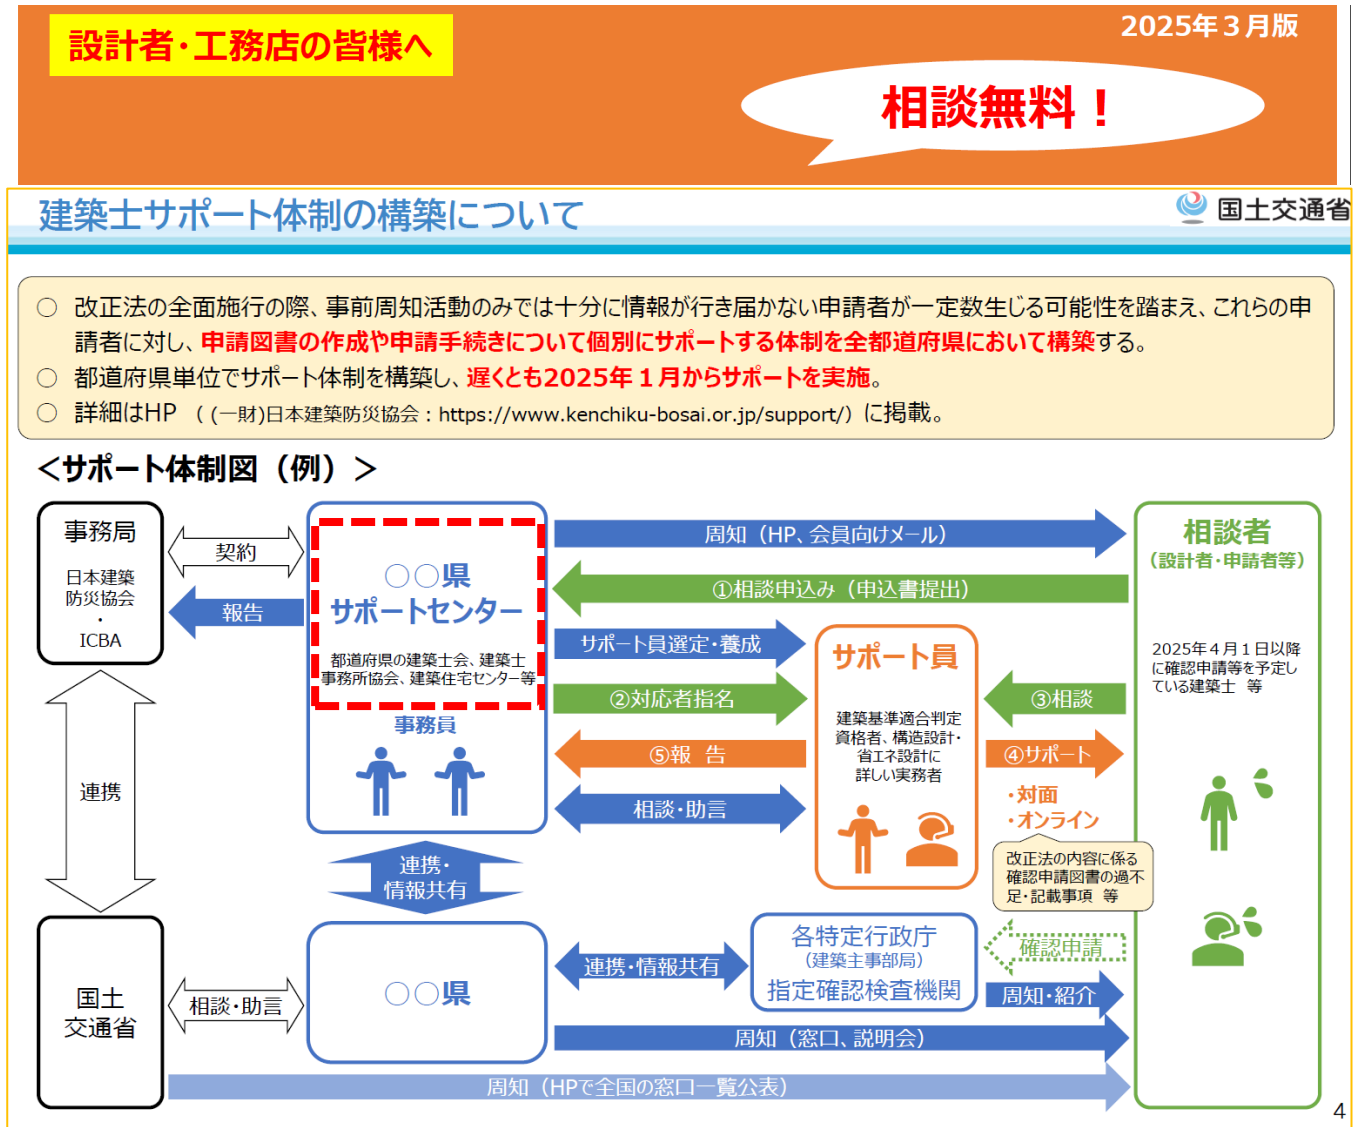 設計者・工務店の皆様へ
2025年３月版
相談無料！
建築士サポート体制の構築について
国土交通省
○ 改正法の全面施行の際、事前周知活動のみでは十分に情報が行き届かない申請者が一定数生じる可能性を踏まえ、これらの申
請者に対し、申請図書の作成や申請手続きについて個別にサポートする体制を全都道府県において構築する。
○ 都道府県単位でサポート体制を構築し、遅くとも2025年１月からサポートを実施。
○ 詳細はHP （(一財)日本建築防災協会：https://www.kenchiku-bosai.or.jp/support/）に掲載。
＜サポート体制図（例）＞
事務局
日本建築
防災協会
・
ICBA
契約
報告
○○県
サポートセンター
都道府県の建築士会、建築士
事務所協会、建築住宅センター等
事務員
周知（HP、会員向けメール）
①相談申込み（申込書提出）
サポート員選定・養成
②対応者指名
⑤報 告
相談・助言
サポート員
建築基準適合判定
資格者、構造設計・
省エネ設計に
詳しい実務者
③相談
④サポート
・対面
・オンライン
改正法の内容に係る
確認申請図書の過不
足・記載事項 等
相談者
（設計者・申請者等）
2025年４月１日以降
に確認申請等を予定し
ている建築士 等
連携
連携・
情報共有
国土
交通省
相談・助言
○○県
連携・情報共有
各特定行政庁
（建築主事部局）
指定確認検査機関
確認申請
周知・紹介
周知（窓口、説明会）
周知（HPで全国の窓口一覧公表）
4